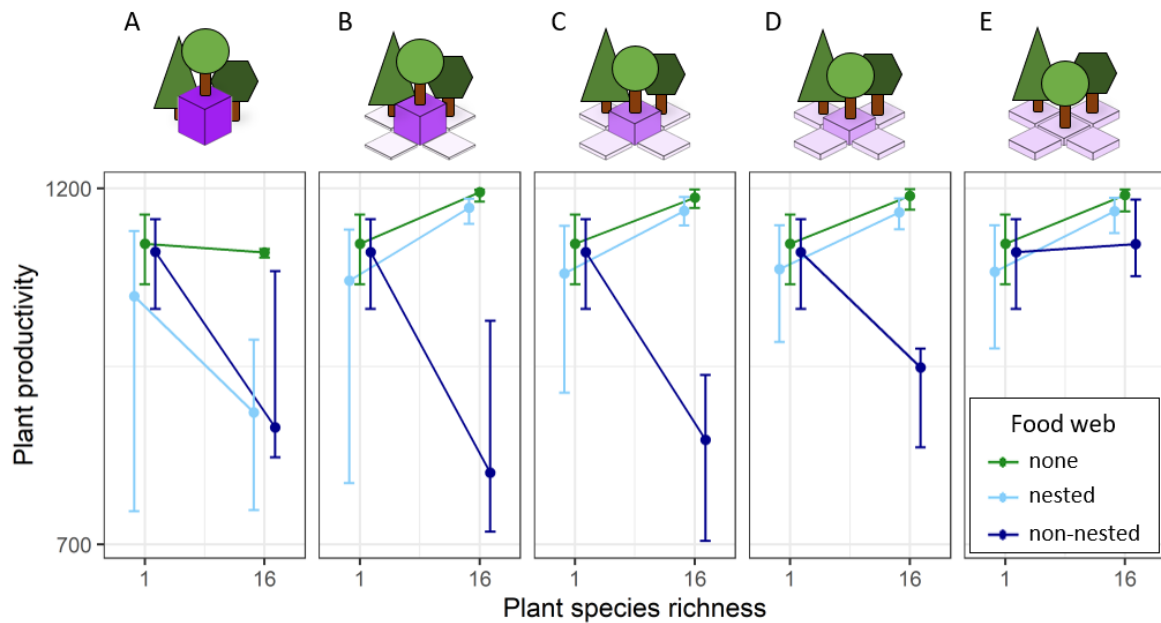 A B C D E
1200
700
Plant productivity
1 16 1 16 1 16 1 16 1 16
Plant species richness
Food web
none
nested
non-nested